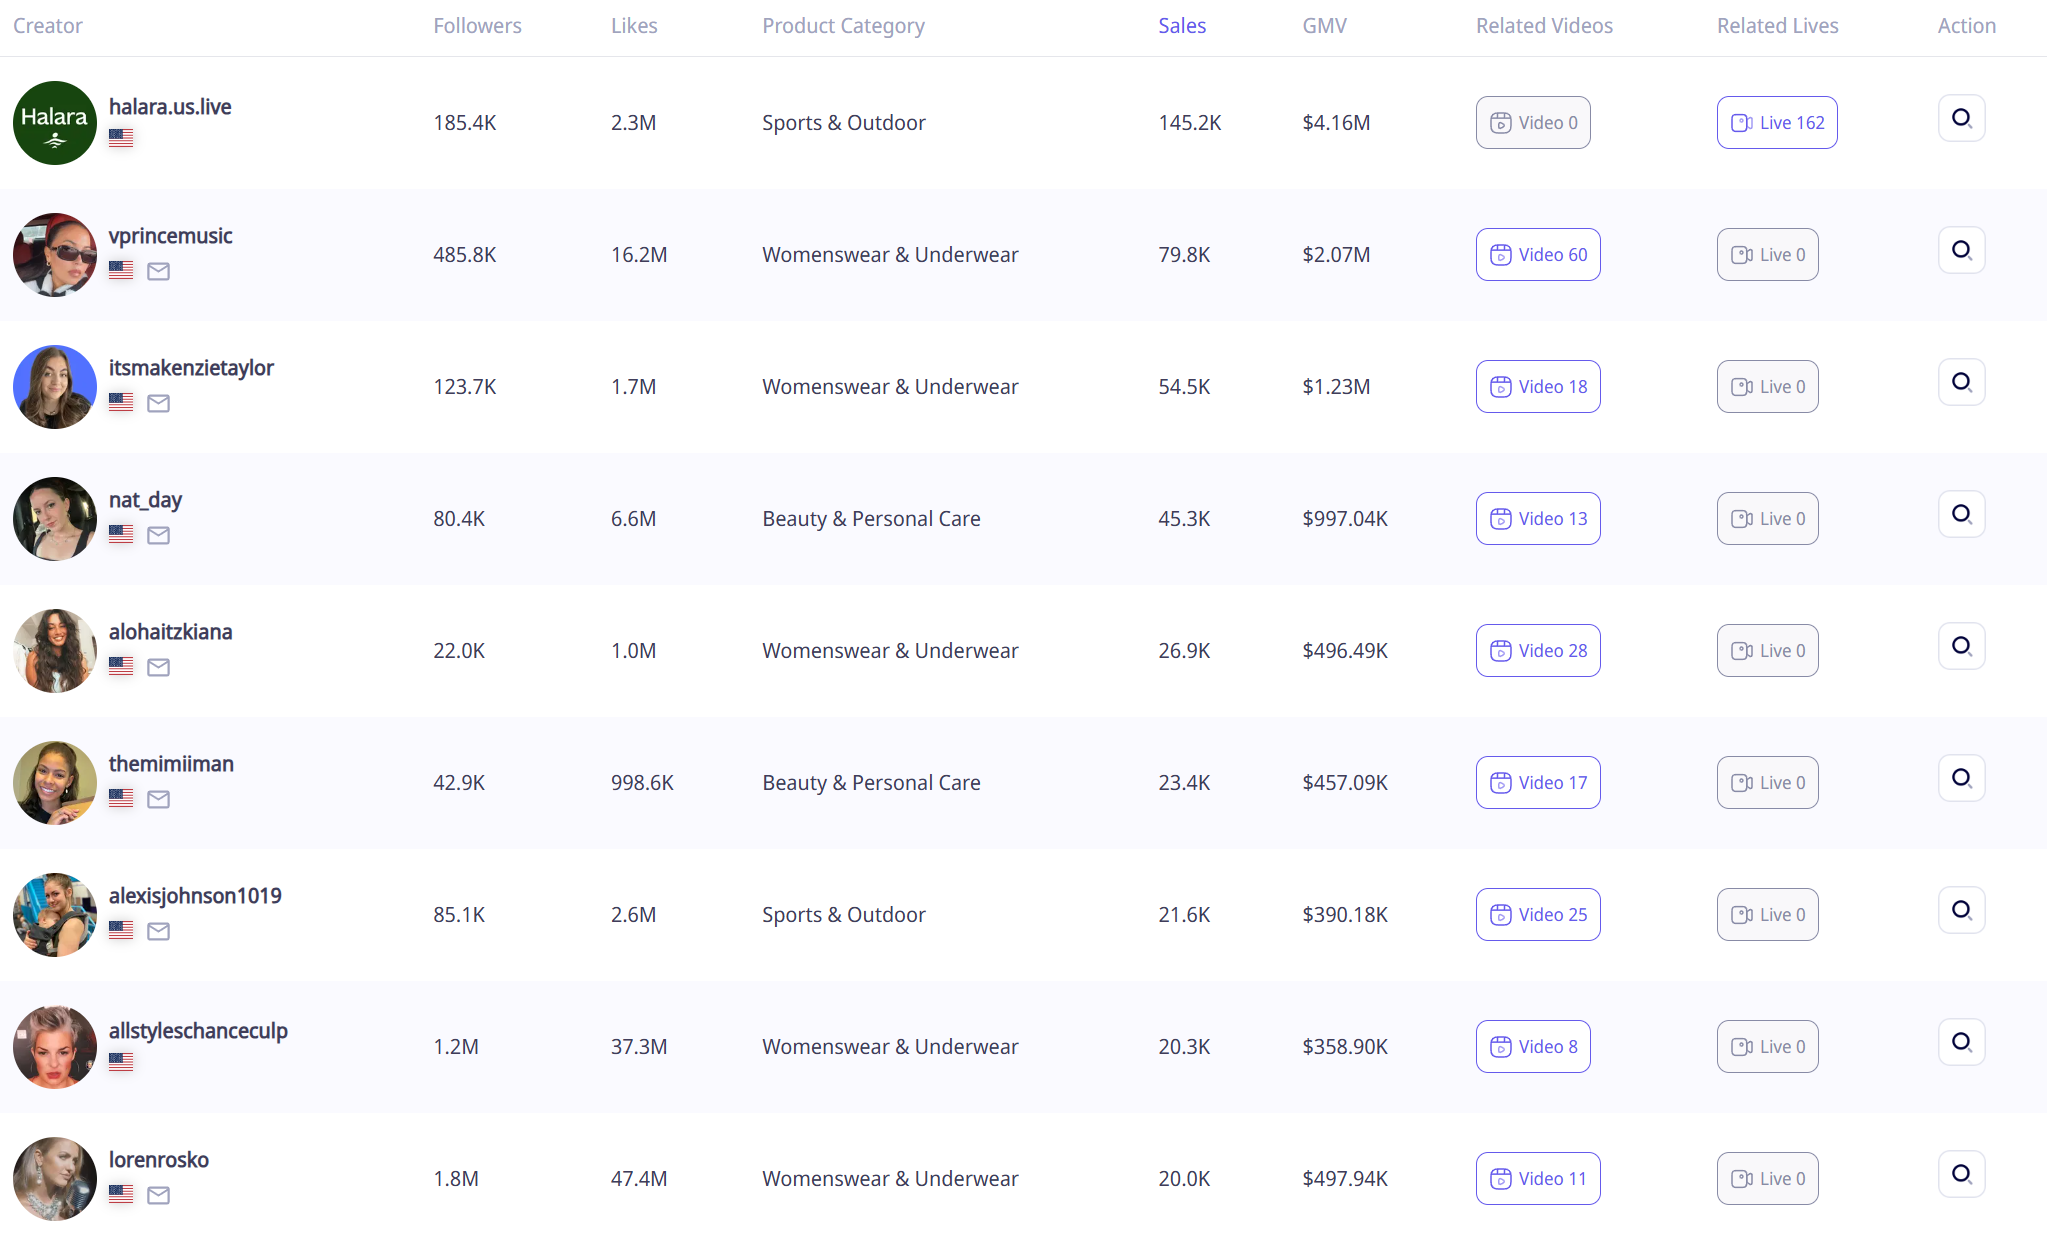 Creator Followers Likes Product Category Sales GMV Related Videos Related Lives Action
Halara halara.us.live 185.4K 2.3M Sports & Outdoor 145.2K $4.16M Video 0 Live 162
vprincemusic 485.8K 16.2M Womenswear & Underwear 79.8K $2.07M Video 60 Live 0
itsmakenzietaylor 123.7K 1.7M Womenswear & Underwear 54.5K $1.23M Video 18 Live 0
nat_day 80.4K 6.6M Beauty & Personal Care 45.3K $997.04K Video 13 Live 0
alohaitzkiana 22.0K 1.0M Womenswear & Underwear 26.9K $496.49K Video 28 Live 0
themimiiman 42.9K 998.6K Beauty & Personal Care 23.4K $457.09K Video 17 Live 0
alexisjohnson1019 85.1K 2.6M Sports & Outdoor 21.6K $390.18K Video 25 Live 0
allstyleschanceculp 1.2M 37.3M Womenswear & Underwear 20.3K $358.90K Video 8 Live 0
lorenrosko 1.8M 47.4M Womenswear & Underwear 20.0K $497.94K Video 11 Live 0